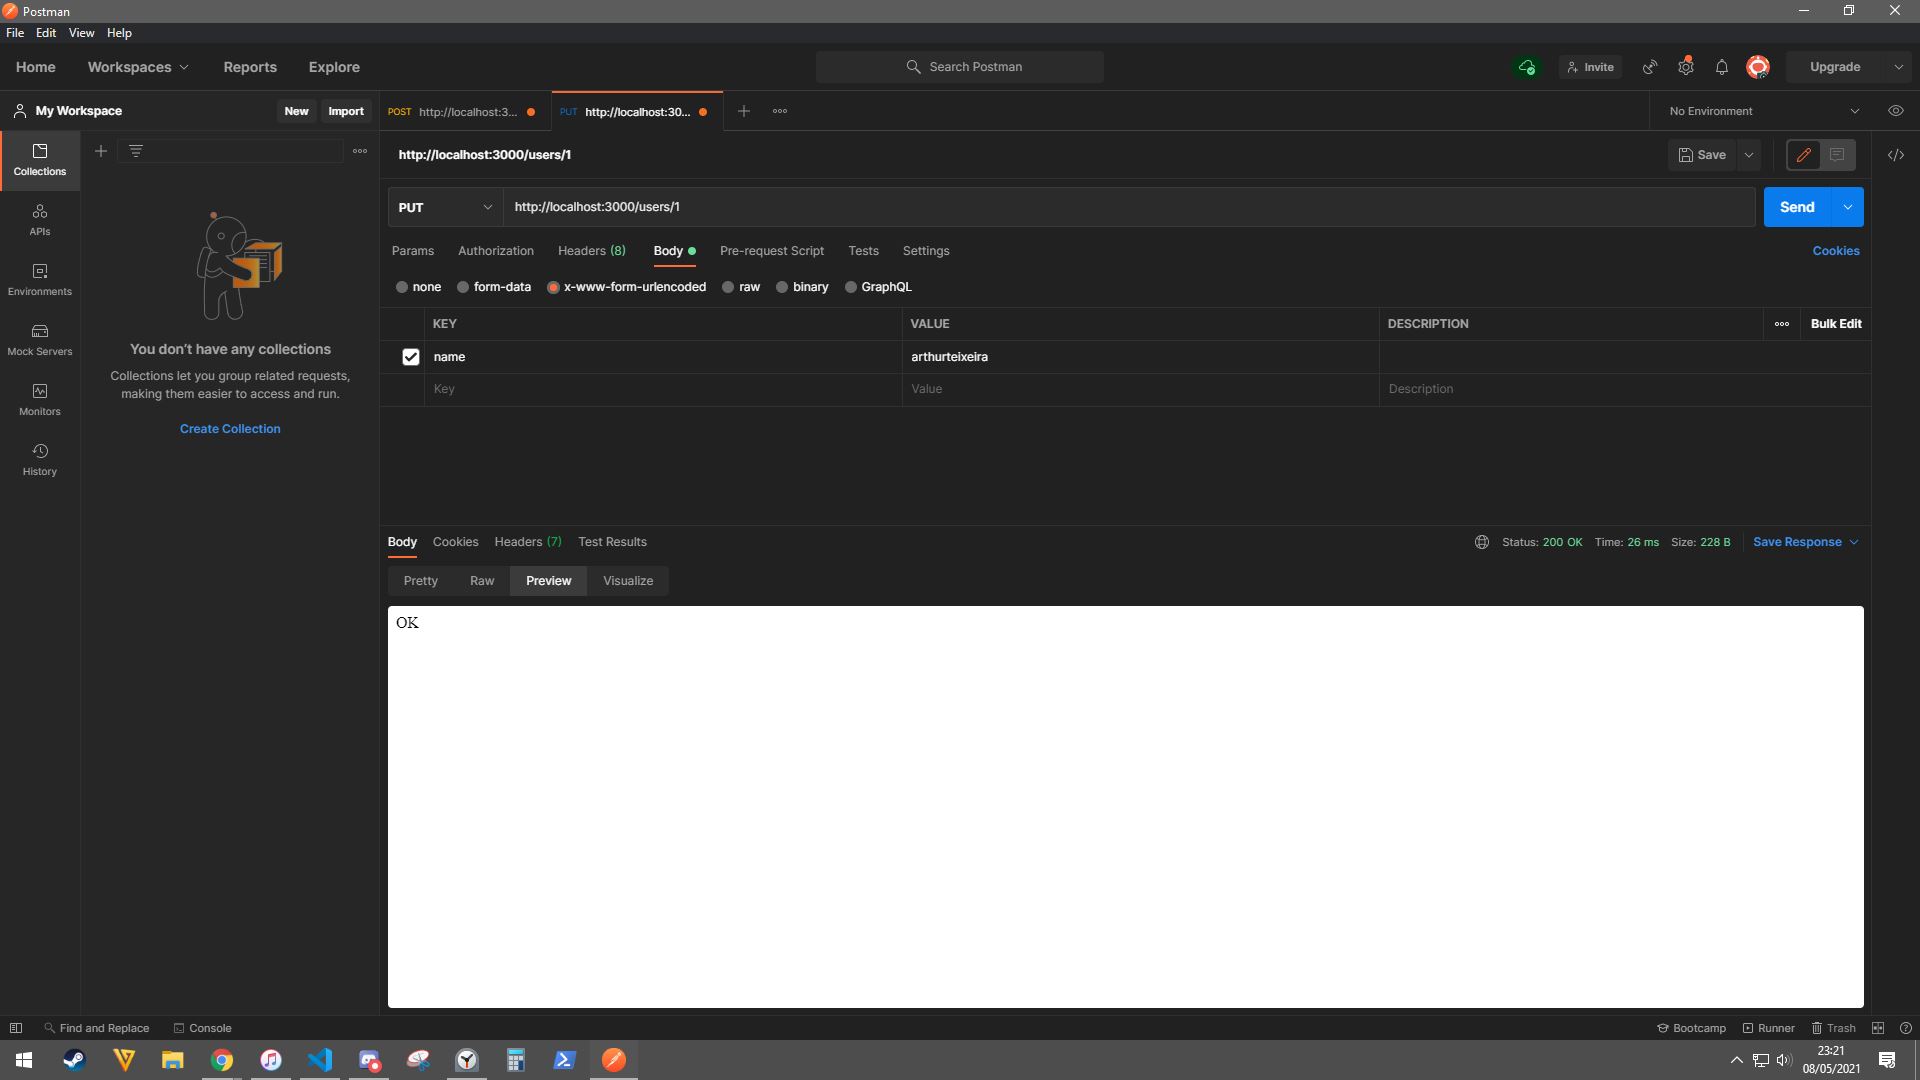 Postman
File Edit View Help
Home Workspaces Reports Explore
Search Postman
Invite
Upgrade
My Workspace
New Import
POST http://localhost:3...
PUT http://localhost:30...
No Environment
Collections
APIs
Environments
Mock Servers
Monitors
History
You don't have any collections
Collections let you group related requests,
making them easier to access and run.
Create Collection
http://localhost:3000/users/1
Save
PUT http://localhost:3000/users/1 Send
Params Authorization Headers (8) Body Pre-request Script Tests Settings Cookies
none form-data x-www-form-urlencoded raw binary GraphQL
KEY VALUE DESCRIPTION Bulk Edit
name arthurteixeira
Key Value Description
Body Cookies Headers (7) Test Results
Status: 200 OK Time: 26 ms Size: 228 B Save Response
Pretty Raw Preview Visualize
OK
Find and Replace Console
Bootcamp Runner Trash
23:21
08/05/2021